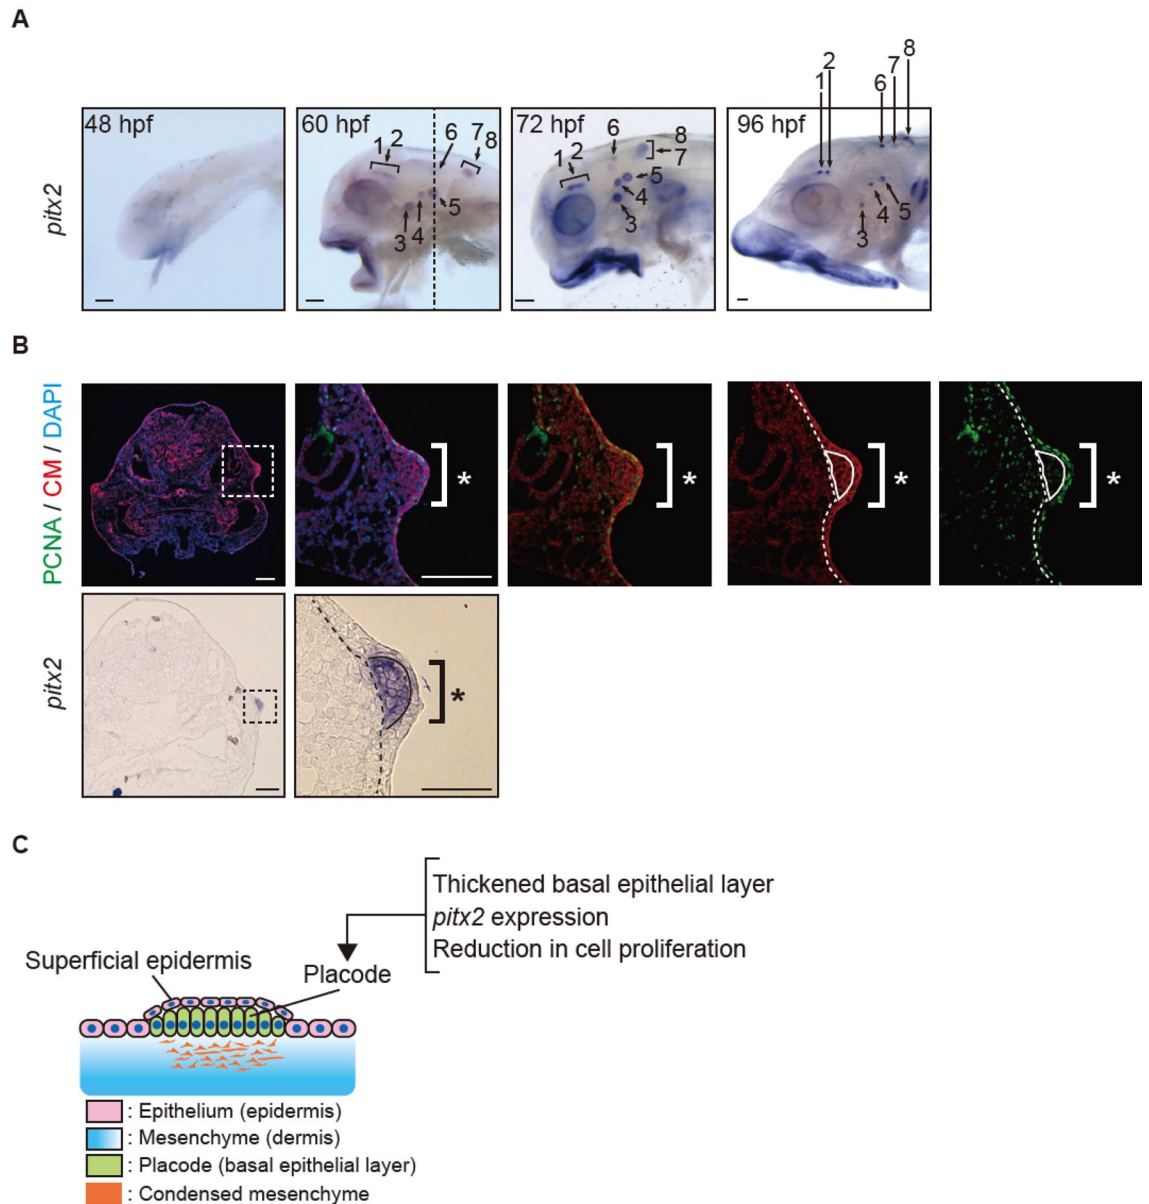 A
48 hpf
60 hpf
72 hpf
96 hpf
pitx2
1 2
6
7
8
3 4
5
1 2
6
8
7
5
4
3
1
2
6
7
8
3
4
5
B
PCNA / CM / DAPI
*
*
*
*
pitx2
*
C
Thickened basal epithelial layer
pitx2 expression
Reduction in cell proliferation
Superficial epidermis
Placode
: Epithelium (epidermis)
: Mesenchyme (dermis)
: Placode (basal epithelial layer)
: Condensed mesenchyme